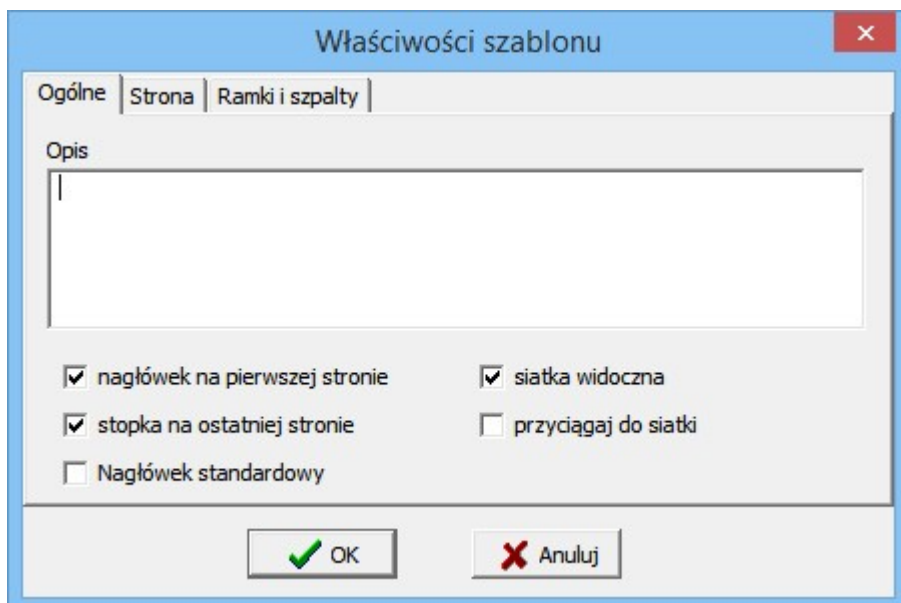 Właściwości szablonu
Ogólne Strona Ramki i szpalty
Opis
nagłówek na pierwszej stronie siatka widoczna
stopka na ostatniej stronie przyciągaj do siatki
Nagłówek standardowy
OK Anuluj